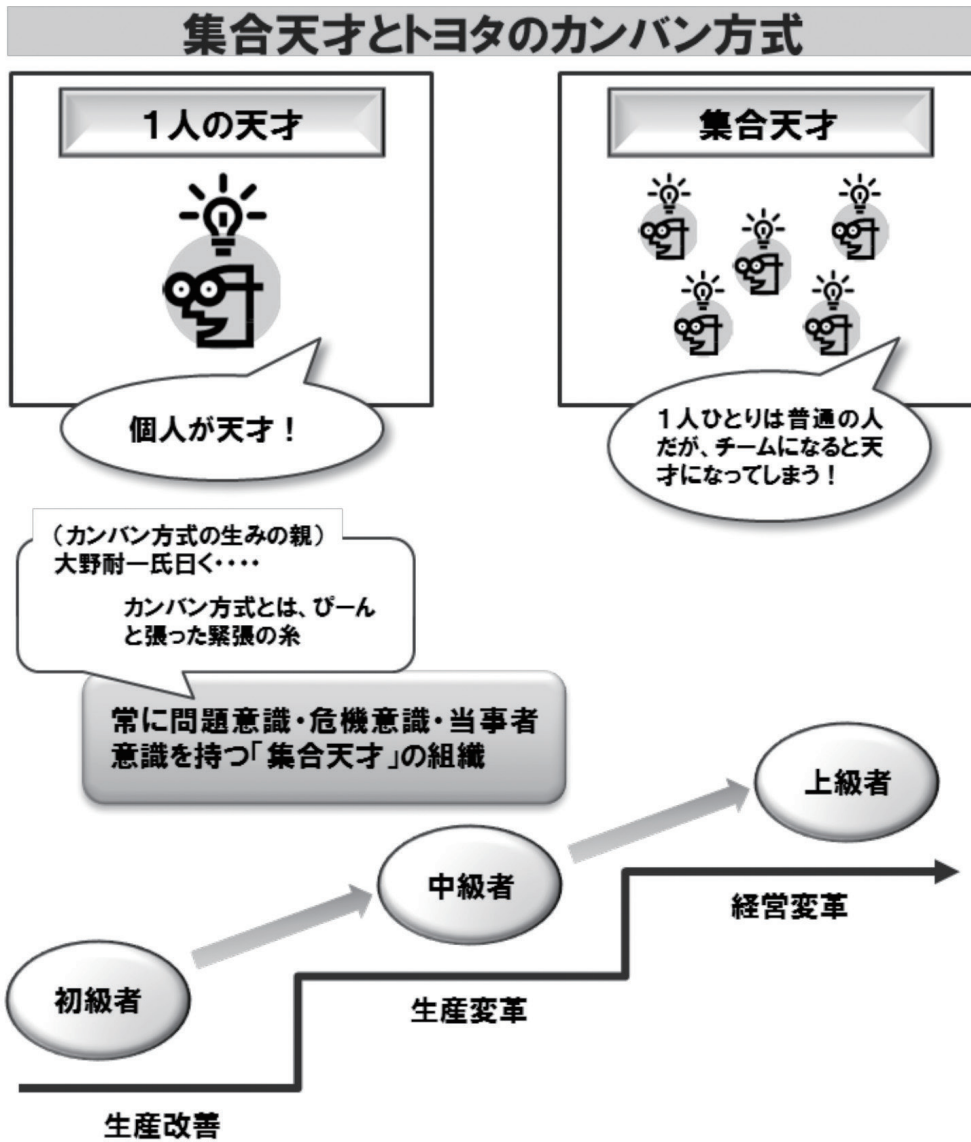 集合天才とトヨタのカンバン方式
1人の天才
個人が天才！
集合天才
1人ひとりは普通の人
だが、チームになると天
才になってしまう！
（カンバン方式の生みの親）
大野耐一氏曰く････
カンバン方式とは、ぴーん
と張った緊張の糸
常に問題意識・危機意識・当事者
意識を持つ「集合天才」の組織
初級者
中級者
上級者
生産改善
生産変革
経営変革